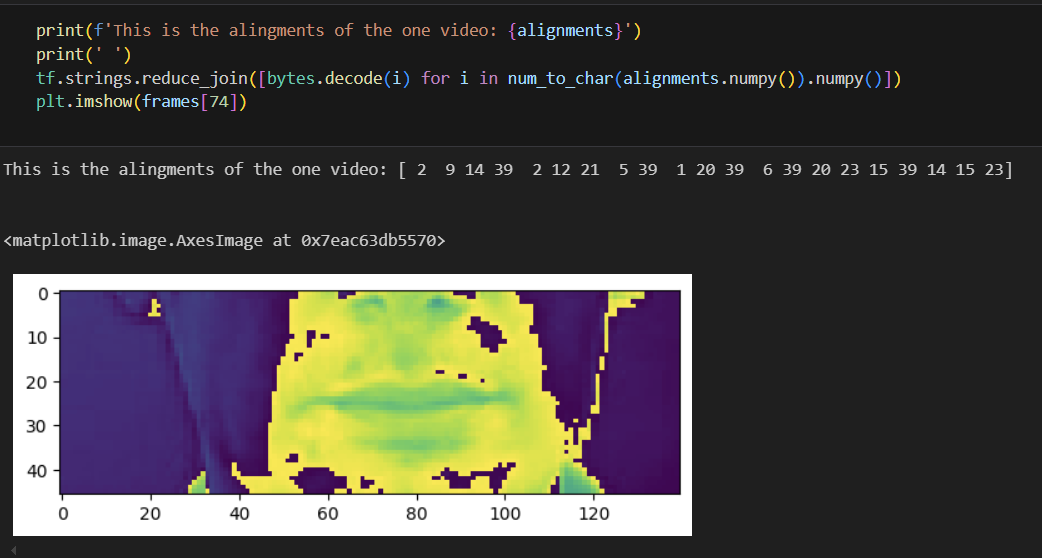 print(f'This is the alingments of the one video: {alignments}')
print(' ')
tf.strings.reduce_join([bytes.decode(i) for i in num_to_char(alignments.numpy()).numpy()])
plt.imshow(frames[74])
This is the alingments of the one video: [ 2  9 14 39  2 12 21  5 39  1 20 39  6 39 20 23 15 39 14 15 23]
<matplotlib.image.AxesImage at 0x7eac63db5570>
0
10
20
30
40
0 20 40 60 80 100 120